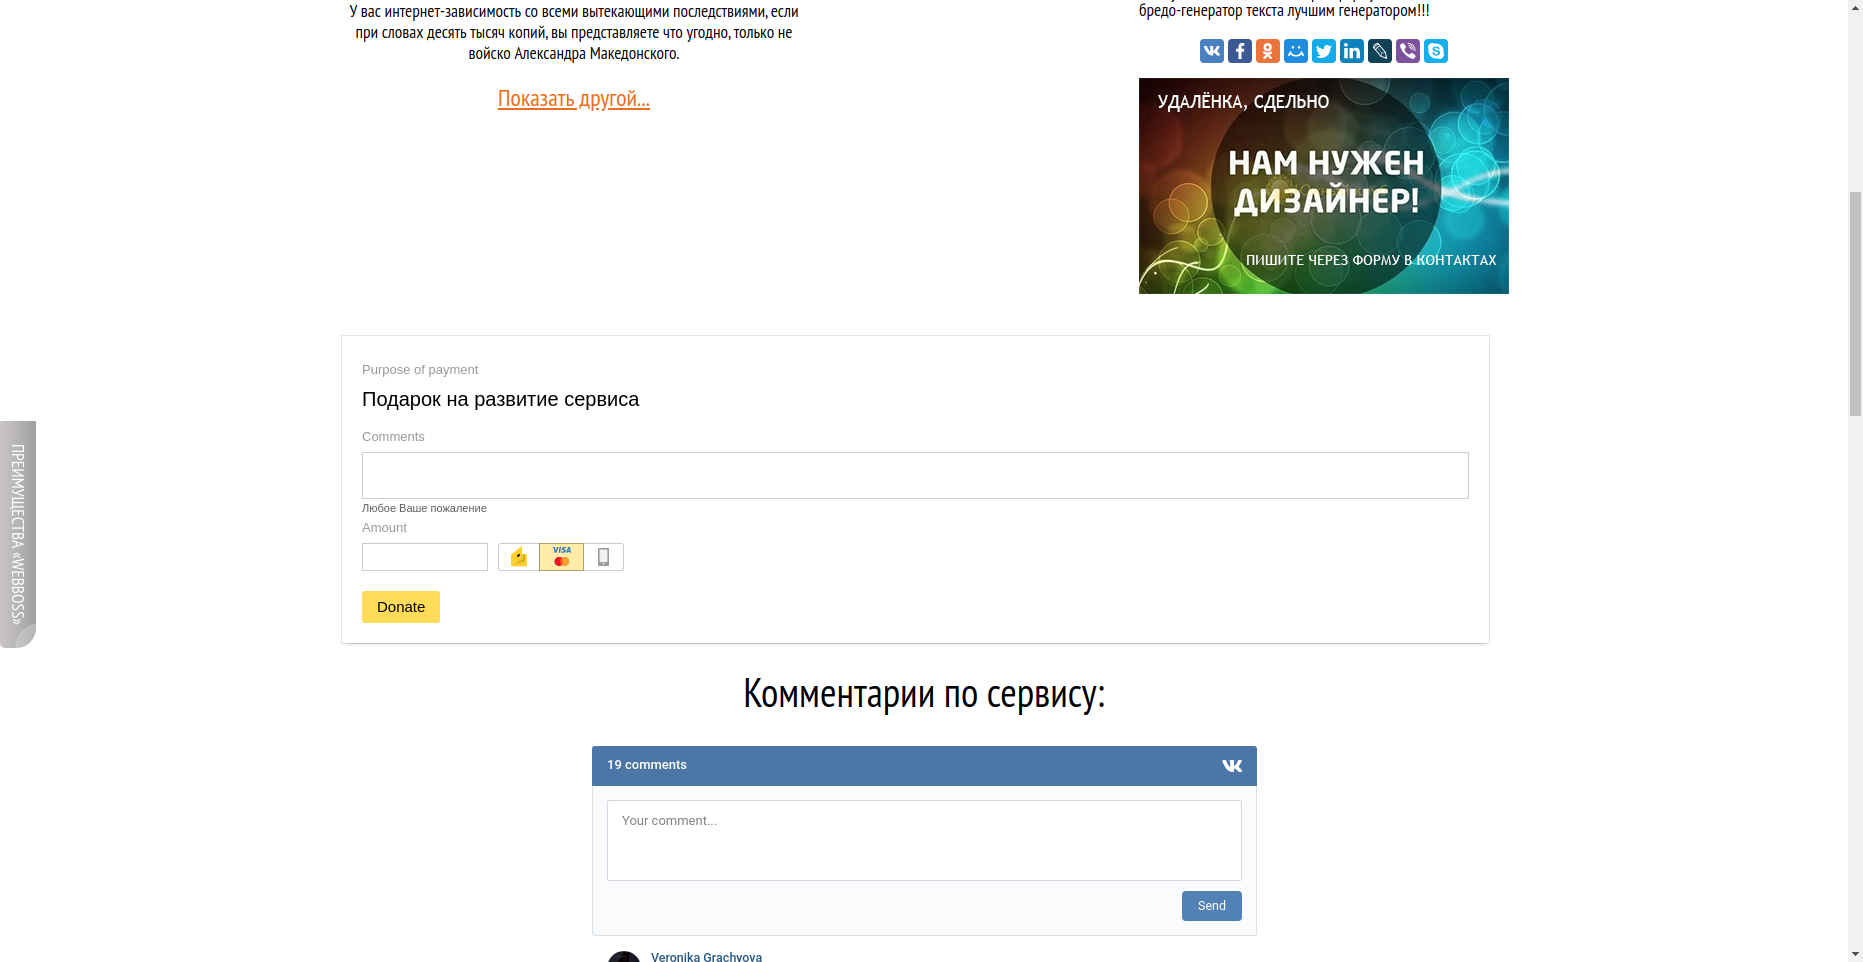 У вас интернет-зависимость со всеми вытекающими последствиями, если
при словах десять тысяч копий, вы представляете что угодно, только не
войско Александра Македонского.
Показать другой...
бредо-генератор текста лучшим генератором!!!
УДАЛЁНКА, СДЕЛЬНО
НАМ НУЖЕН
ДИЗАЙНЕР!
ПИШИТЕ ЧЕРЕЗ ФОРМУ В КОНТАКТАХ
ПРЕИМУЩЕСТВА «WEBBOSS»
Purpose of payment
Подарок на развитие сервиса
Comments
Любое Ваше пожаление
Amount
VISA
Donate
Комментарии по сервису:
19 comments
Your comment...
Send
Veronika Grachyova